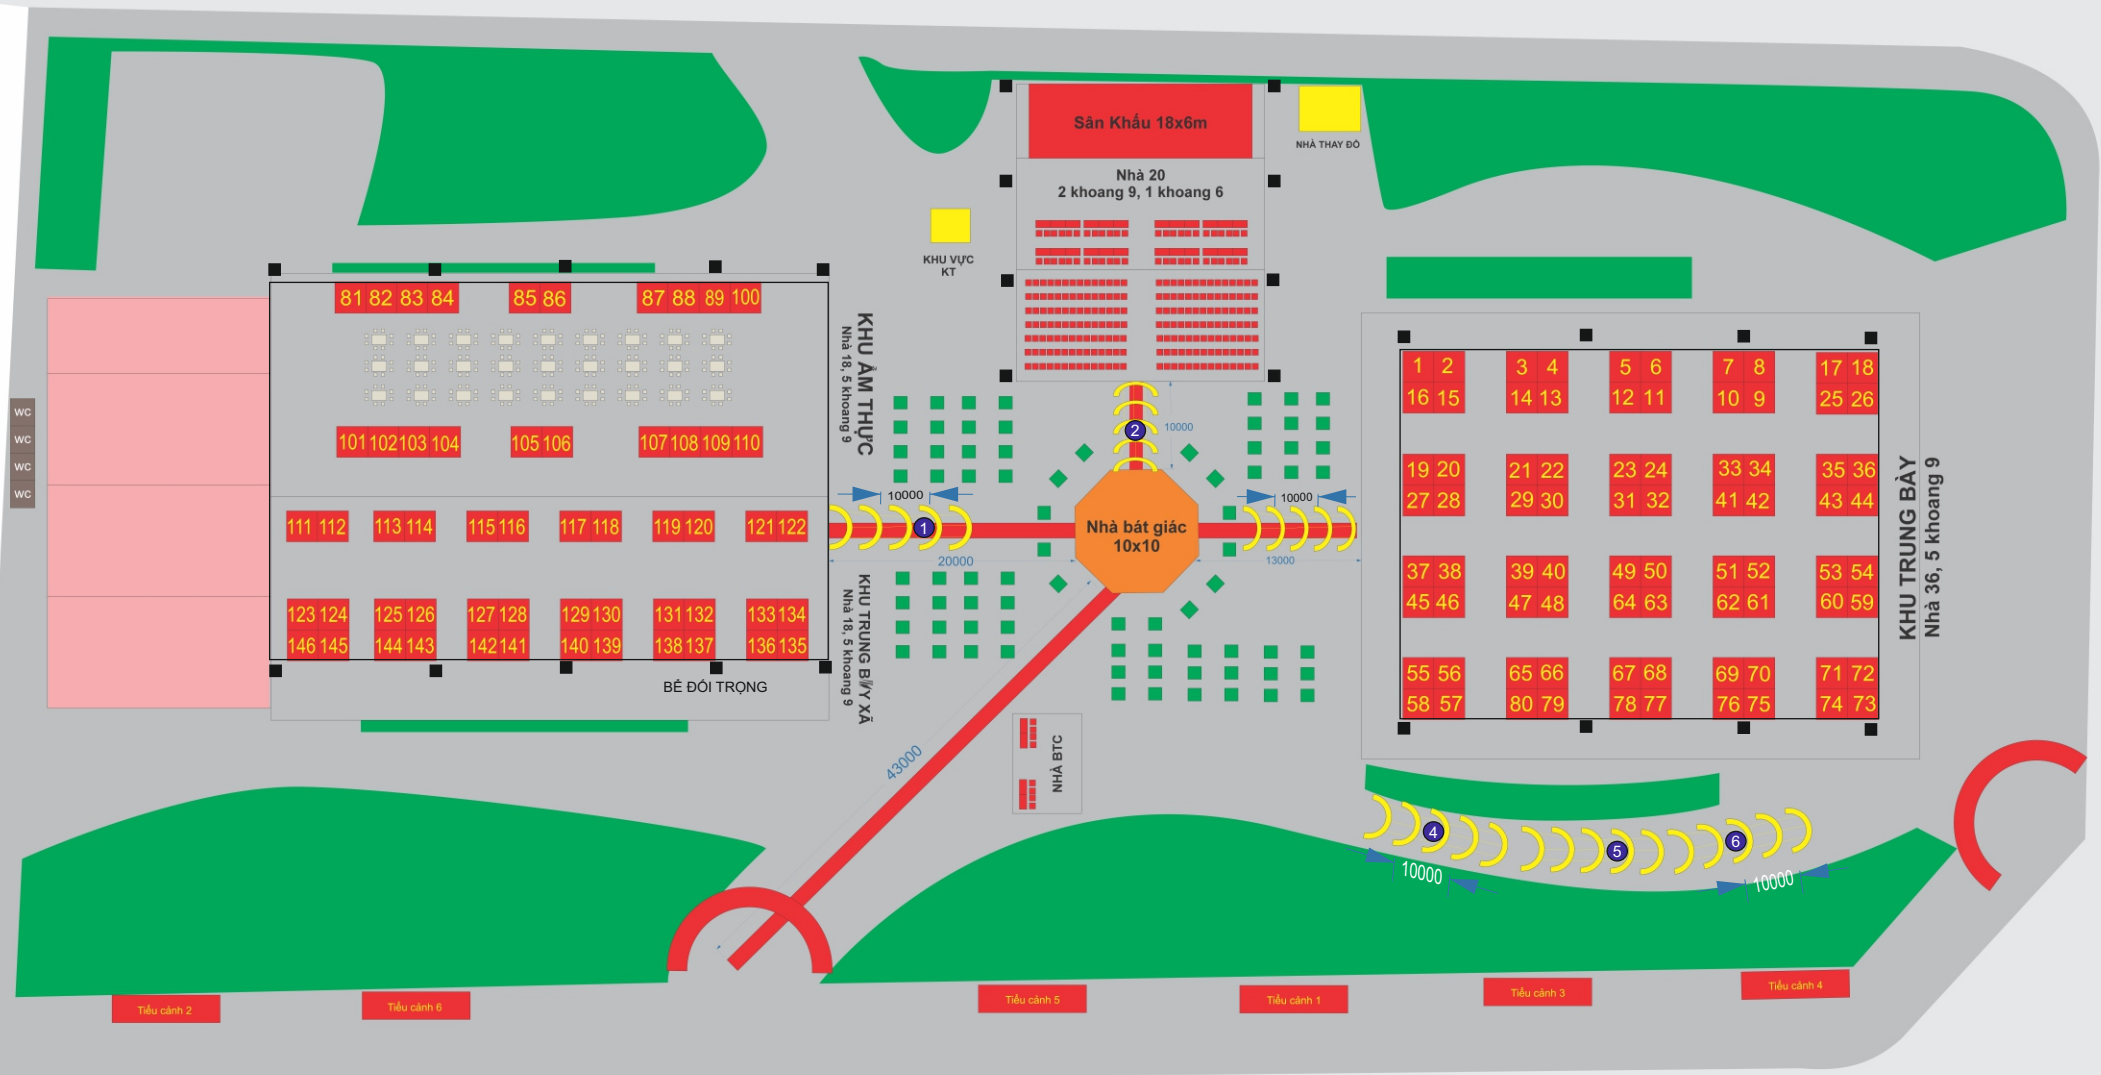 Sân Khấu 18x6m
NHÀ THAY ĐỒ
Nhà 20
2 khoang 9, 1 khoang 6
KHU VỰC
KT
81 82 83 84 85 86 87 88 89 100
KHU ẨM THỰC
Nhà 18, 5 khoang 9
101 102 103 104 105 106 107 108 109 110
WC
WC
WC
WC
111 112 113 114 115 116 117 118 119 120 121 122
123 124 125 126 127 128 129 130 131 132 133 134
146 145 144 143 142 141 140 139 138 137 136 135
BỂ ĐỐI TRỌNG
KHU TRUNG BÀY XÃ
Nhà 18, 5 khoang 9
2
10000
10000
1
20000
Nhà bát giác
10x10
10000
13000
43000
NHÀ BTC
1 2 3 4 5 6 7 8 17 18
16 15 14 13 12 11 10 9 25 26
19 20 21 22 23 24 33 34 35 36
27 28 29 30 31 32 41 42 43 44
37 38 39 40 49 50 51 52 53 54
45 46 47 48 64 63 62 61 60 59
55 56 65 66 67 68 69 70 71 72
58 57 80 79 78 77 76 75 74 73
KHU TRUNG BÀY
Nhà 36, 5 khoang 9
4
5
6
10000
10000
Tiểu cảnh 2
Tiểu cảnh 6
Tiểu cảnh 5
Tiểu cảnh 1
Tiểu cảnh 3
Tiểu cảnh 4